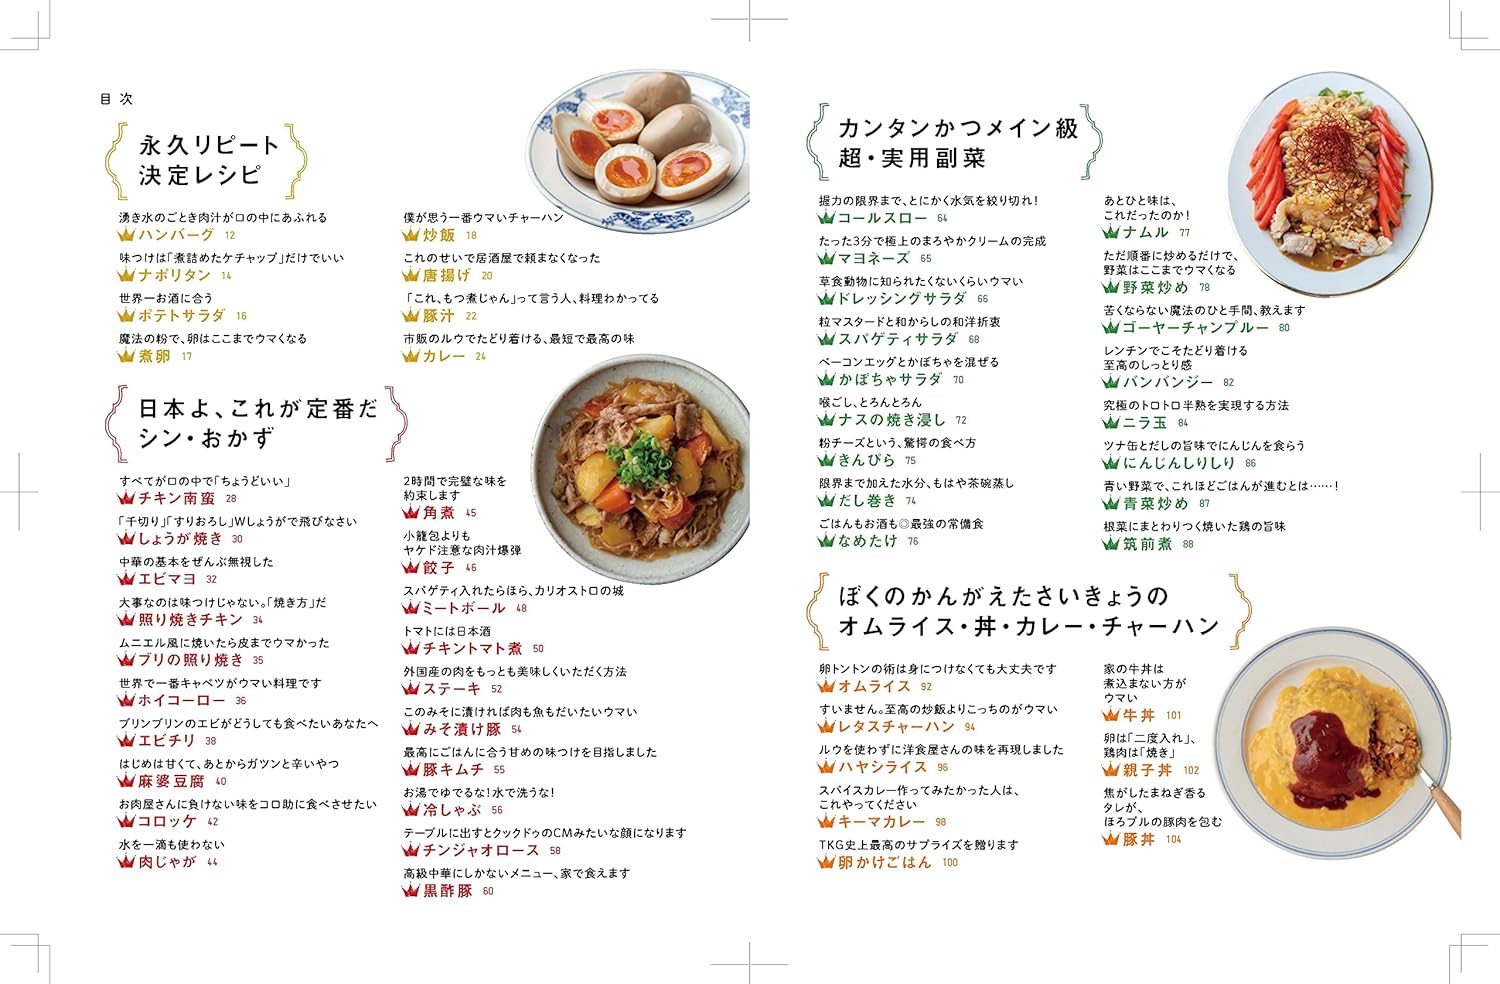 目次
永久リピート
決定レシピ
湧き水のごとき肉汁が口の中にあふれる
ハンバーグ 12
味つけは「煮詰めたケチャップ」だけでいい
ナポリタン 14
世界一お酒に合う
ポテトサラダ 16
魔法の粉で、卵はここまでウマくなる
煮卵 17
僕が思う一番ウマいチャーハン
炒飯 18
これのせいで居酒屋で頼まなくなった
唐揚げ 20
「これ、もつ煮じゃん」って言う人、料理わかってる
豚汁 22
市販のルウでたどり着ける、最短で最高の味
カレー 24
日本よ、これが定番だ
シン・おかず
すべてが口の中で「ちょうどいい」
チキン南蛮 28
「千切り」「すりおろし」Wしょうがで飛びなさい
しょうが焼き 30
中華の基本をぜんぶ無視した
エビマヨ 32
大事なのは味つけじゃない。「焼き方」だ
照り焼きチキン 34
ムニエル風に焼いたら皮までウマかった
ブリの照り焼き 35
世界で一番キャベツがウマい料理です
ホイコーロー 36
プリンプリンのエビがどうしても食べたいあなたへ
エビチリ 38
はじめは甘くて、あとからガツンと辛いやつ
麻婆豆腐 40
お肉屋さんに負けない味をコロ助に食べさせたい
コロッケ 42
水を一滴も使わない
肉じゃが 44
2時間で完璧な味を
約束します
角煮 45
小籠包よりも
ヤケド注意な肉汁爆弾
餃子 46
スパゲティ入れたらほら、カリオストロの城
ミートボール 48
トマトには日本酒
チキントマト煮 50
外国産の肉をもっとも美味しくいただく方法
ステーキ 52
このみそに漬ければ肉も魚もだいたいウマい
みそ漬け豚 54
最高にごはんに合う甘めの味つけを目指しました
豚キムチ 55
お湯でゆでるな!水で洗うな!
冷しゃぶ 56
テーブルに出すとクックドゥのCMみたいな顔になります
チンジャオロース 58
高級中華にしかないメニュー、家で食えます
黒酢豚 60
カンタンかつメイン級
超・実用副菜
握力の限界まで、とにかく水気を絞り切れ!
コールスロー 64
たった3分で極上のまろやかクリームの完成
マヨネーズ 65
草食動物に知られたくないくらいウマい
ドレッシングサラダ 66
粒マスタードと和からしの和洋折衷
スパゲティサラダ 68
ベーコンエッグとかぼちゃを混ぜる
かぼちゃサラダ 70
喉ごし、とろんとろん
ナスの焼き浸し 72
粉チーズという、驚愕の食べ方
きんぴら 75
限界まで加えた水分、もはや茶碗蒸し
だし巻き 74
ごはんもお酒も◎最強の常備食
なめたけ 76
あとひと味は、
これだったのか!
ナムル 77
ただ順番に炒めるだけで、
野菜はここまでウマくなる
野菜炒め 78
苦くならない魔法のひと手間、教えます
ゴーヤーチャンプルー 80
レンチンでこそたどり着ける
至高のしっとり感
バンバンジー 82
究極のトロトロ半熟を実現する方法
ニラ玉 84
ツナ缶とだしの旨味でにんじんを食らう
にんじんしりしり 86
青い野菜で、これほどごはんが進むとは……!
青菜炒め 87
根菜にまとわりつく焼いた鶏の旨味
筑前煮 88
ぼくのかんがえたさいきょうの
オムライス・丼・カレー・チャーハン
卵トントンの術は身につけなくても大丈夫です
オムライス 92
すいません。至高の炒飯よりこっちのがウマい
レタスチャーハン 94
ルウを使わずに洋食屋さんの味を再現しました
ハヤシライス 96
スパイスカレー作ってみたかった人は、
これやってください
キーマカレー 98
TKG史上最高のサプライズを贈ります
卵かけごはん 100
家の牛丼は
煮込まない方が
ウマい
牛丼 101
卵は「二度入れ」、
鶏肉は「焼き」
親子丼 102
焦がしたまねぎ香る
タレが、
ほろプルの豚肉を包む
豚丼 104